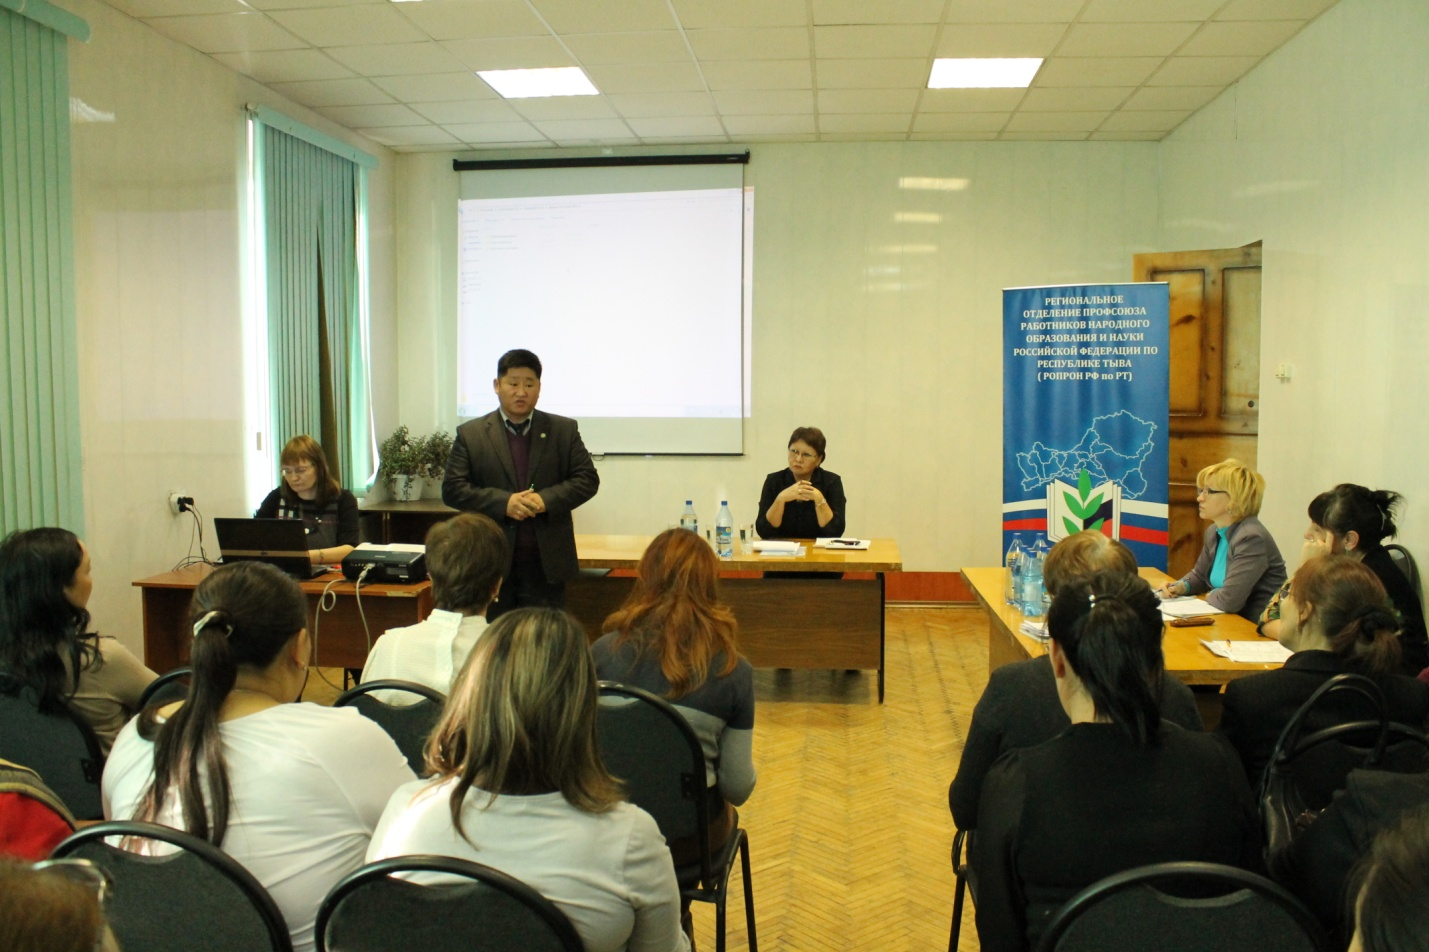 РЕГИОНАЛЬНОЕ
ОТДЕЛЕНИЕ ПРОФСОЮЗА
РАБОТНИКОВ НАРОДНОГО
ОБРАЗОВАНИЯ И НАУКИ
РОССИЙСКОЙ ФЕДЕРАЦИИ ПО
РЕСПУБЛИКЕ ТЫВА
( РОПРОН РФ по РТ)